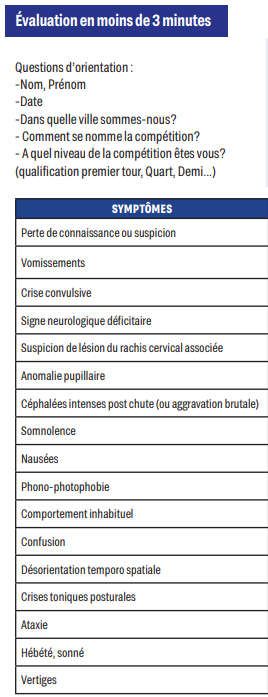 Évaluation en moins de 3 minutes
Questions d'orientation :
-Nom, Prénom
-Date
-Dans quelle ville sommes-nous?
- Comment se nomme la compétition?
- A quel niveau de la compétition êtes vous?
(qualification premier tour, Quart, Demi...)
SYMPTÔMES
Perte de connaissance ou suspicion
Vomissements
Crise convulsive
Signe neurologique déficitaire
Suspicion de lésion du rachis cervical associée
Anomalie pupillaire
Céphalées intenses post chute (ou aggravation brutale)
Somnolence
Nausées
Phono-photophobie
Comportement inhabituel
Confusion
Désorientation temporo spatiale
Crises toniques posturales
Ataxie
Hébété, sonné
Vertiges